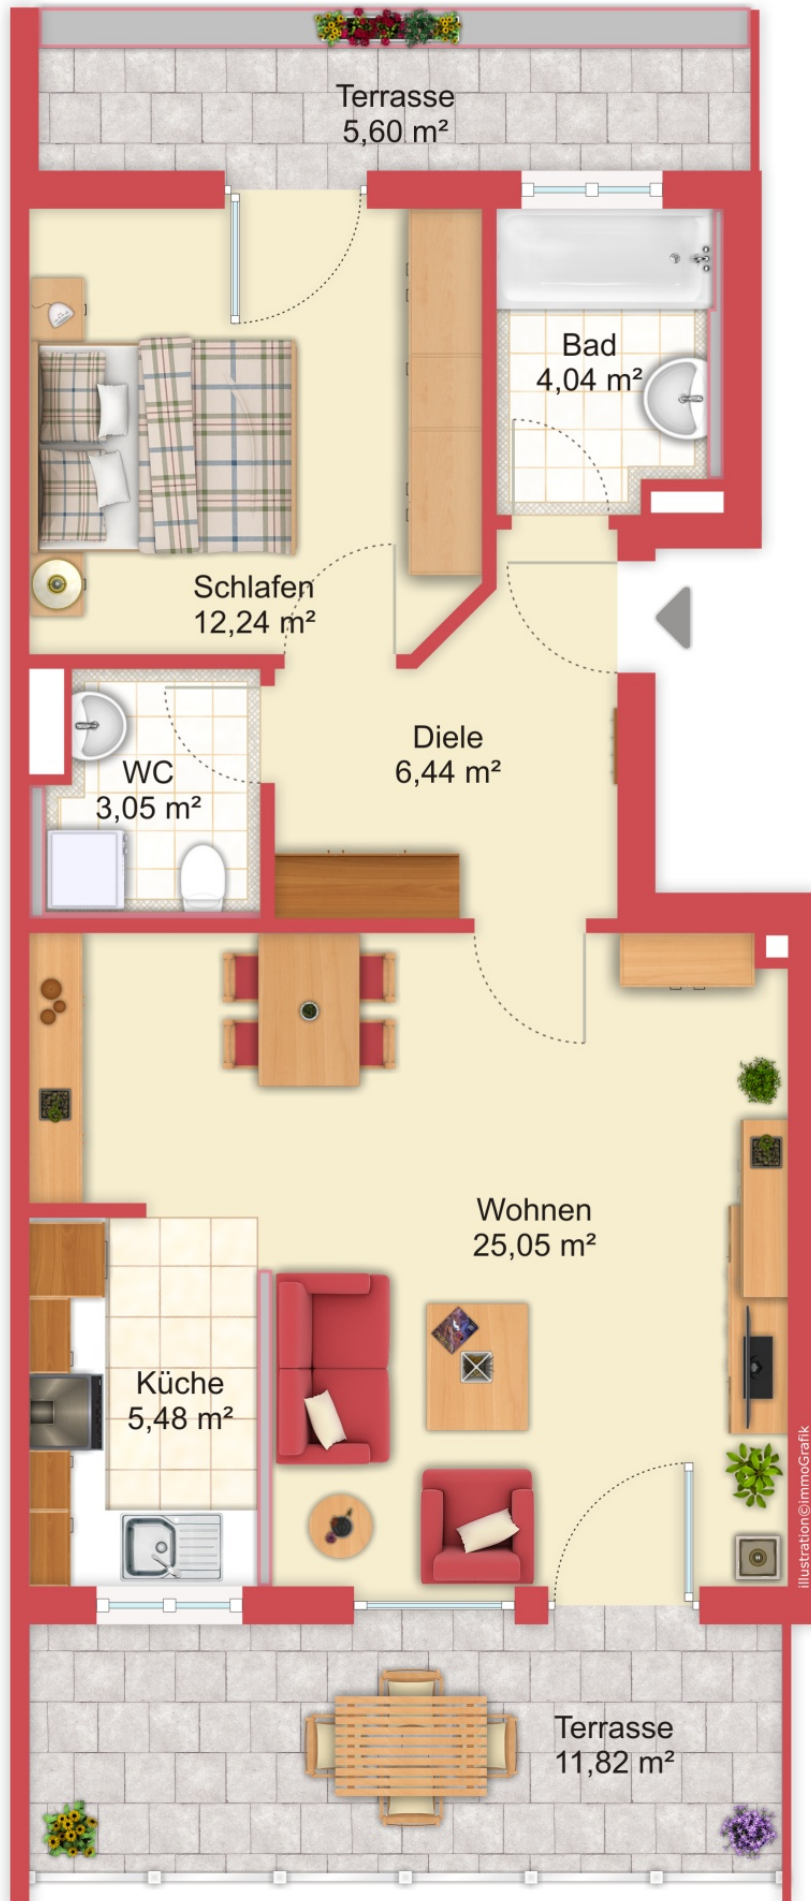 Terrasse
5,60 m²
Bad
4,04 m²
Schlafen
12,24 m²
Diele
6,44 m²
WC
3,05 m²
Wohnen
25,05 m²
Küche
5,48 m²
illustration©immoGrafik
Terrasse
11,82 m²